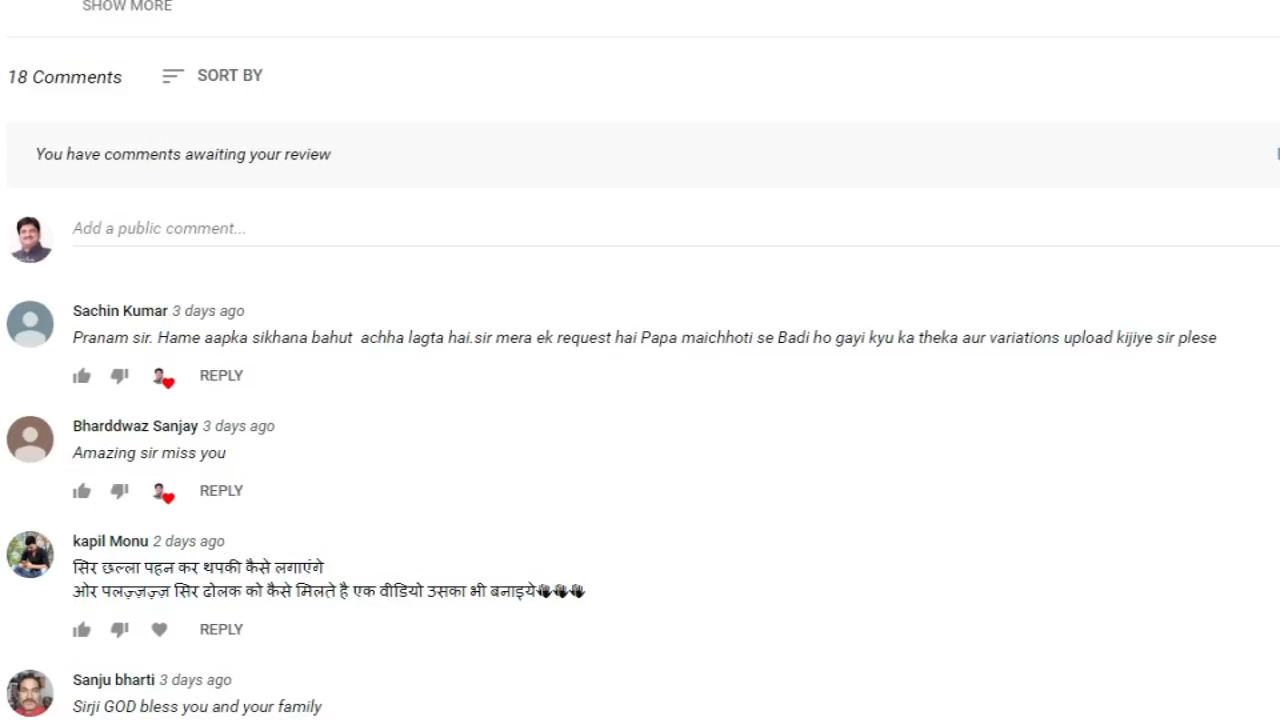 SHOW MORE
18 Comments SORT BY
You have comments awaiting your review
Add a public comment...
Sachin Kumar 3 days ago
Pranam sir. Hame aapka sikhana bahut achha lagta hai.sir mera ek request hai Papa maichhoti se Badi ho gayi kyu ka theka aur variations upload kijiye sir plese
REPLY
Bharddwaz Sanjay 3 days ago
Amazing sir miss you
REPLY
kapil Monu 2 days ago
सिर छल्ला पहन कर थपकी कैसे लगाएंगे
ओर पलज़्ज़ज़्ज़ सिर ढोलक को कैसे मिलते है एक वीडियो उसका भी बनाइये👋👋👋
REPLY
Sanju bharti 3 days ago
Sirji GOD bless you and your family